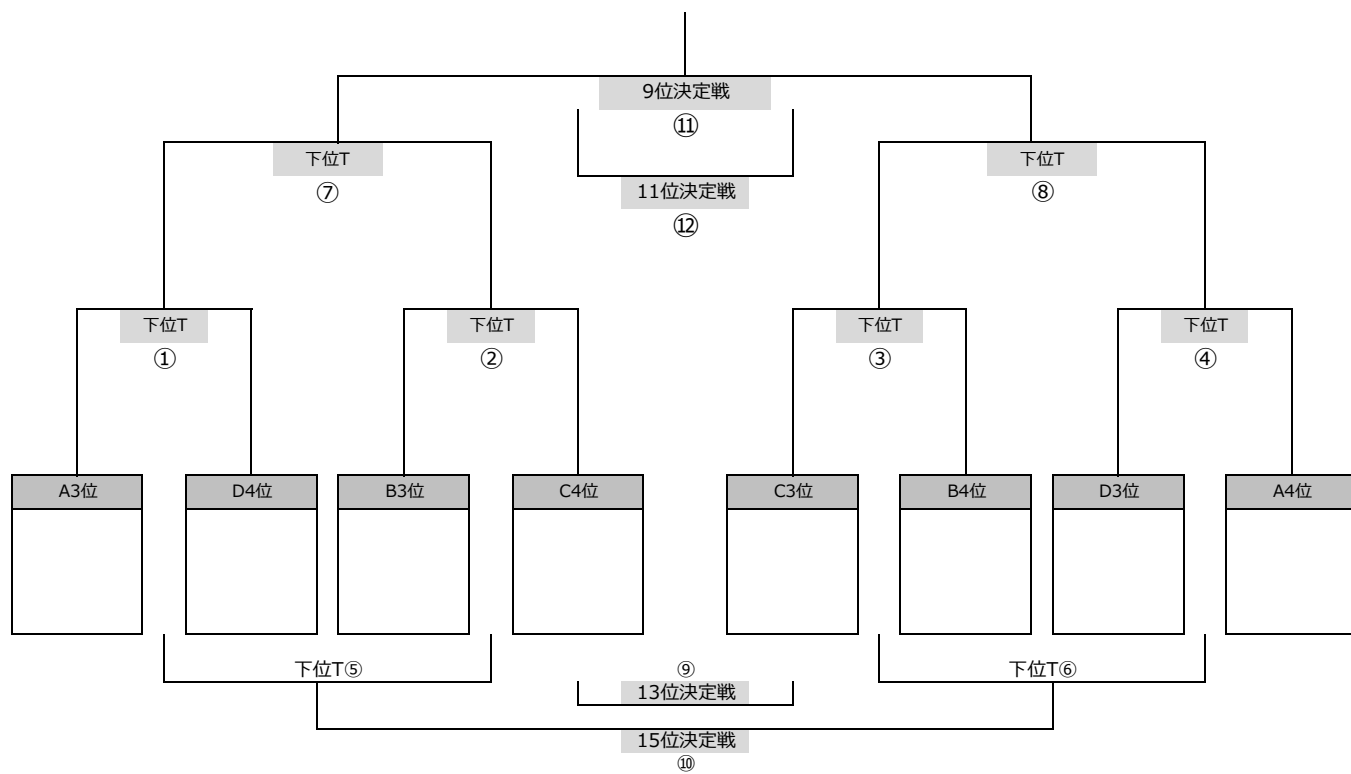 9位決定戦
⑪
下位T
⑦
11位決定戦
⑫
下位T
⑧
下位T
①
下位T
②
下位T
③
下位T
④
A3位
D4位
B3位
C4位
C3位
B4位
D3位
A4位
下位T⑤
⑨
13位決定戦
下位T⑥
15位決定戦
⑩